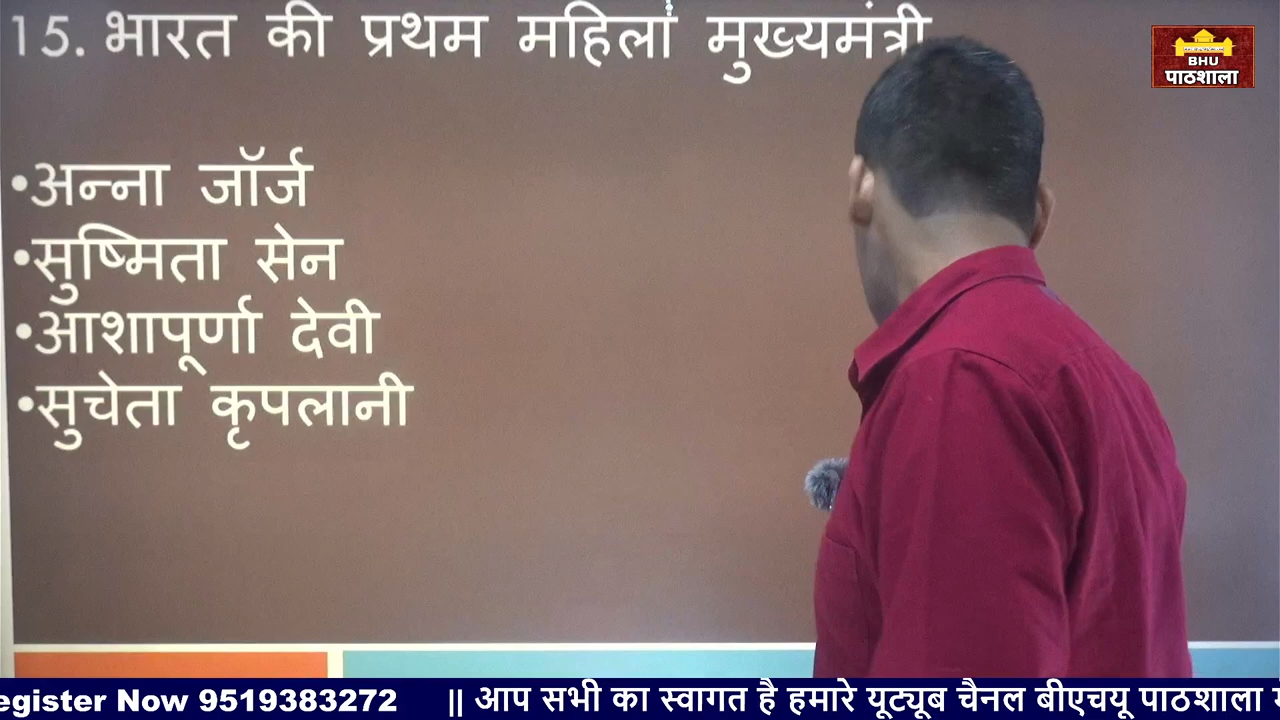 15. भारत की प्रथम महिला मुख्यमंत्री
BHU
पाठशाला
•अन्ना जॉर्ज
•सुष्मिता सेन
•आशापूर्णा देवी
•सुचेता कृपलानी
egister Now 9519383272 || आप सभी का स्वागत है हमारे यूट्यूब चैनल बीएचयू पाठशाला